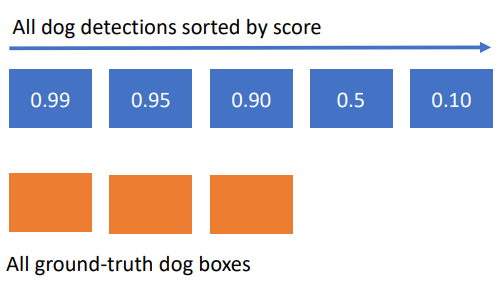 All dog detections sorted by score
0.99 0.95 0.90 0.5 0.10
All ground-truth dog boxes